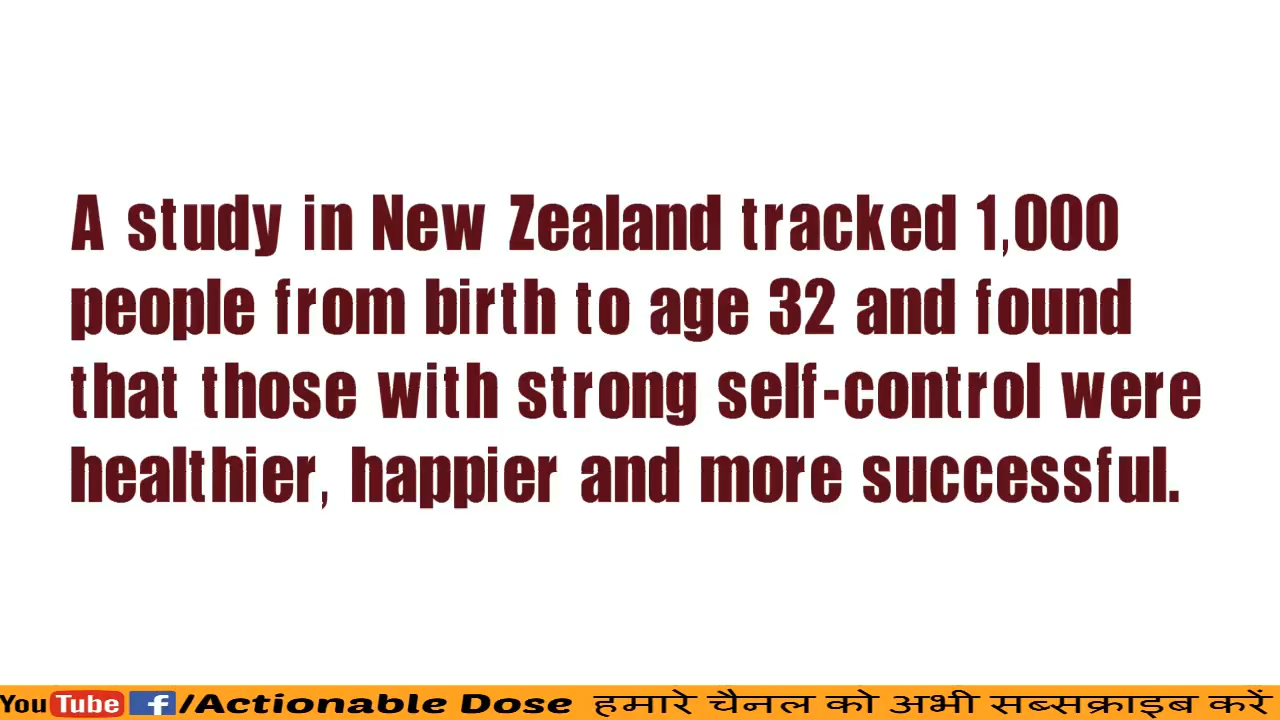 A study in New Zealand tracked 1,000
people from birth to age 32 and found
that those with strong self-control were
healthier, happier and more successful.
YouTube f/Actionable Dose हमारे चैनल को अभी सब्सक्राइब करें